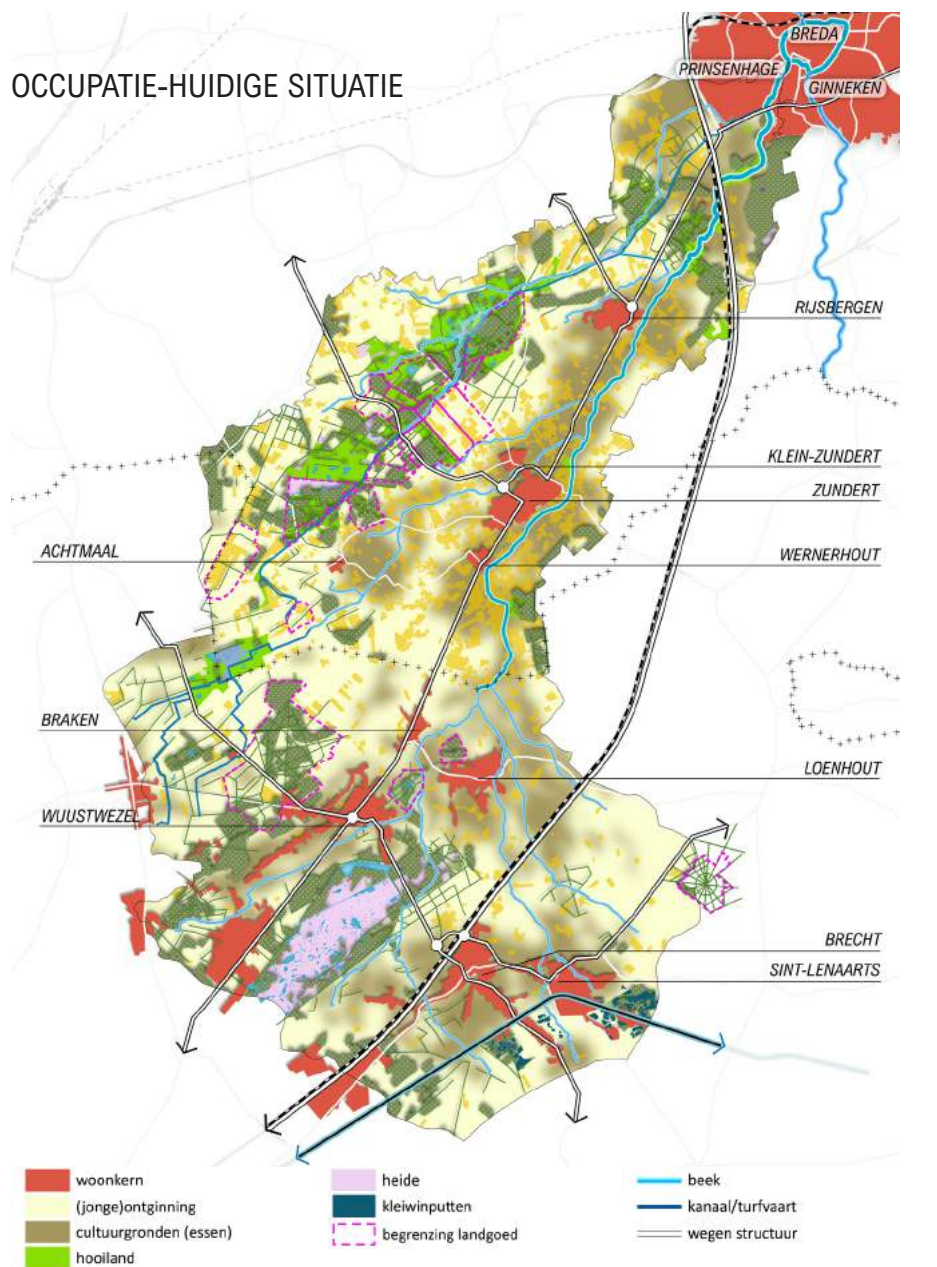 OCCUPATIE-HUIDIGE SITUATIE
BREDA
PRINSENHAGE
GINNEKEN
RIJSBERGEN
KLEIN-ZUNDERT
ZUNDERT
ACHTMAAL
WERNERHOUT
BRAKEN
LOENHOUT
WUUSTWEZEL
BRECHT
SINT-LENAARTS
woonkern
(jonge)ontginning
cultuurgronden (essen)
hooiland
heide
kleiwinputten
begrenzing landgoed
beek
kanaal/turfvaart
wegen structuur